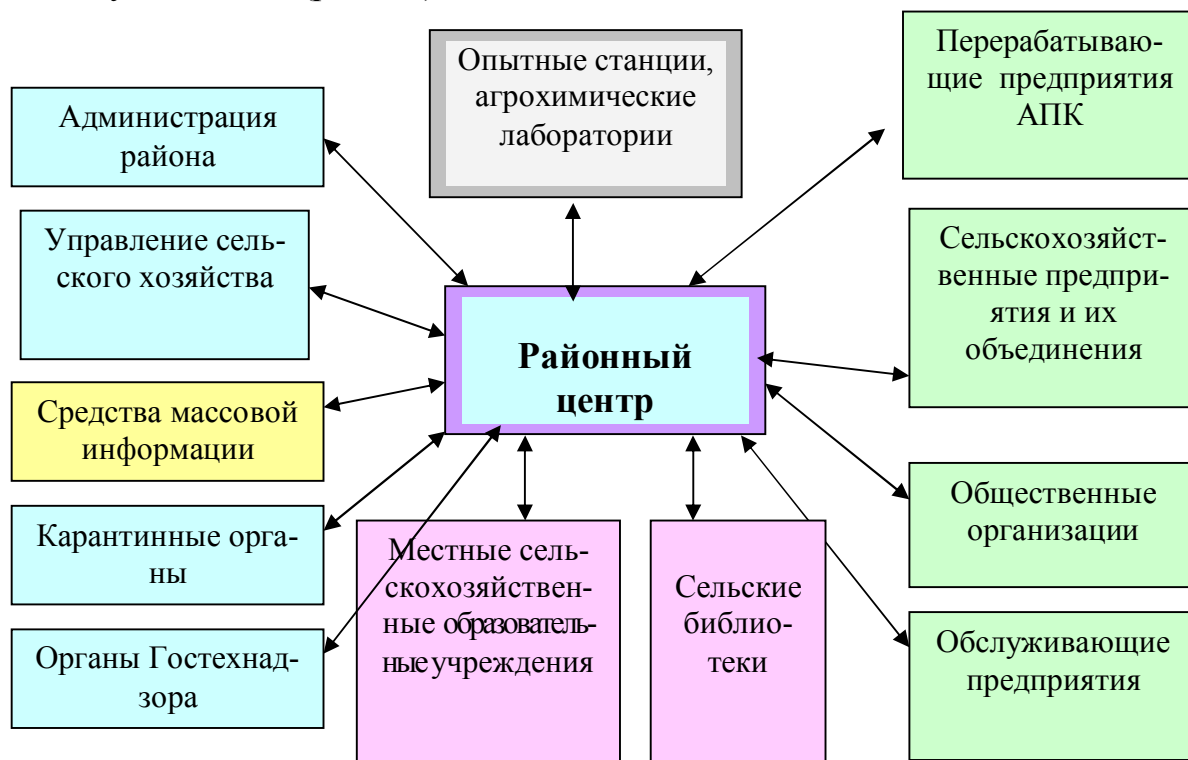 Опытные станции,
агрохимические
лаборатории
Перерабатываю-
щие предприятия
АПК
Администрация
района
Управление сель-
ского хозяйства
Сельскохозяйст-
венные предпри-
ятия и их
объединения
Районный
центр
Средства массовой
информации
Карантинные орга-
ны
Местные сель-
скохозяйствен-
ные образователь-
ные учреждения
Сельские
библио-
теки
Общественные
организации
Органы Гостехнад-
зора
Обслуживающие
предприятия